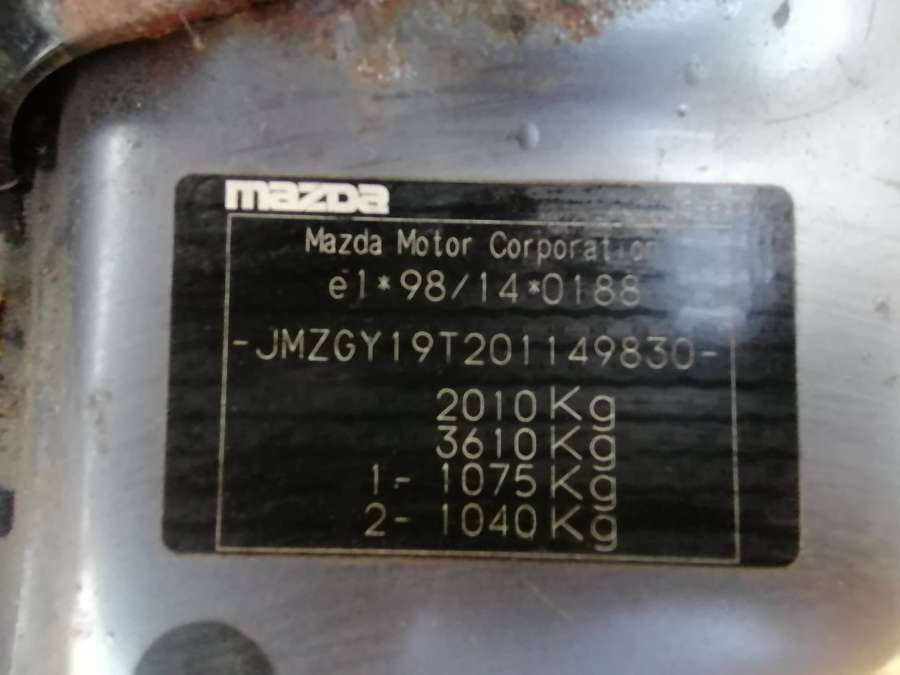 mazda
Mazda Motor Corporation
e1*98/14*0188
-JMZGY19T201149830-
2010Kg
3610Kg
1- 1075Kg
2- 1040Kg